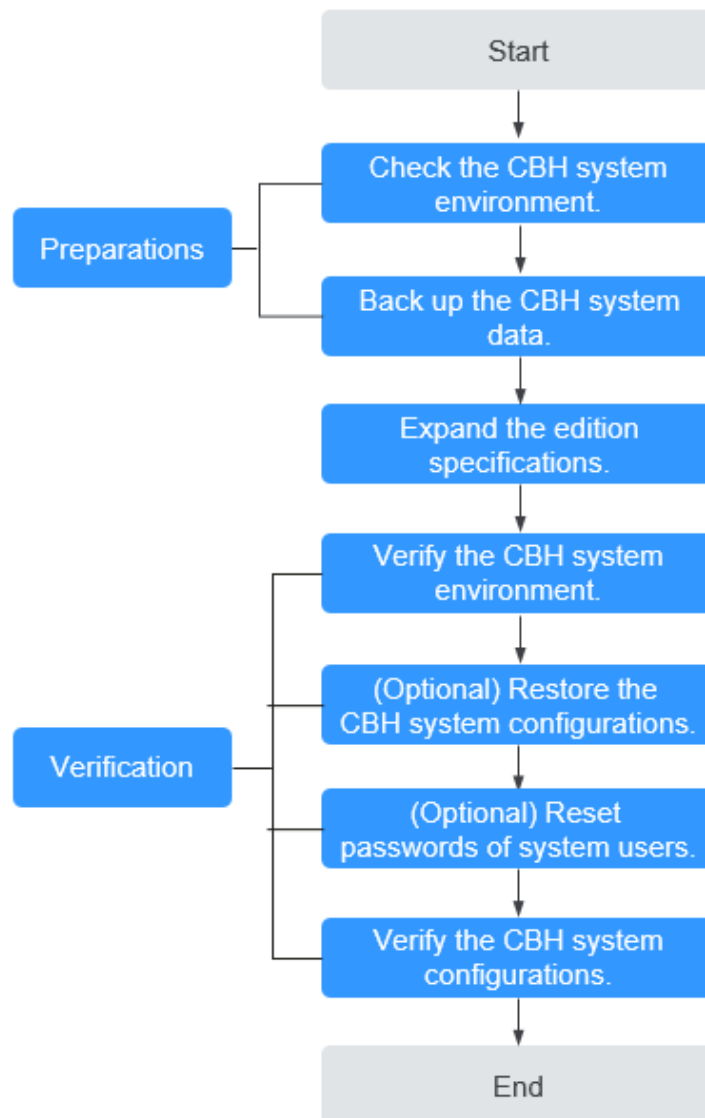 Start
Check the CBH system
environment.
Preparations
Back up the CBH system
data.
Expand the edition
specifications.
Verify the CBH system
environment.
(Optional) Restore the
CBH system configurations.
Verification
(Optional) Reset
passwords of system users.
Verify the CBH system
configurations.
End